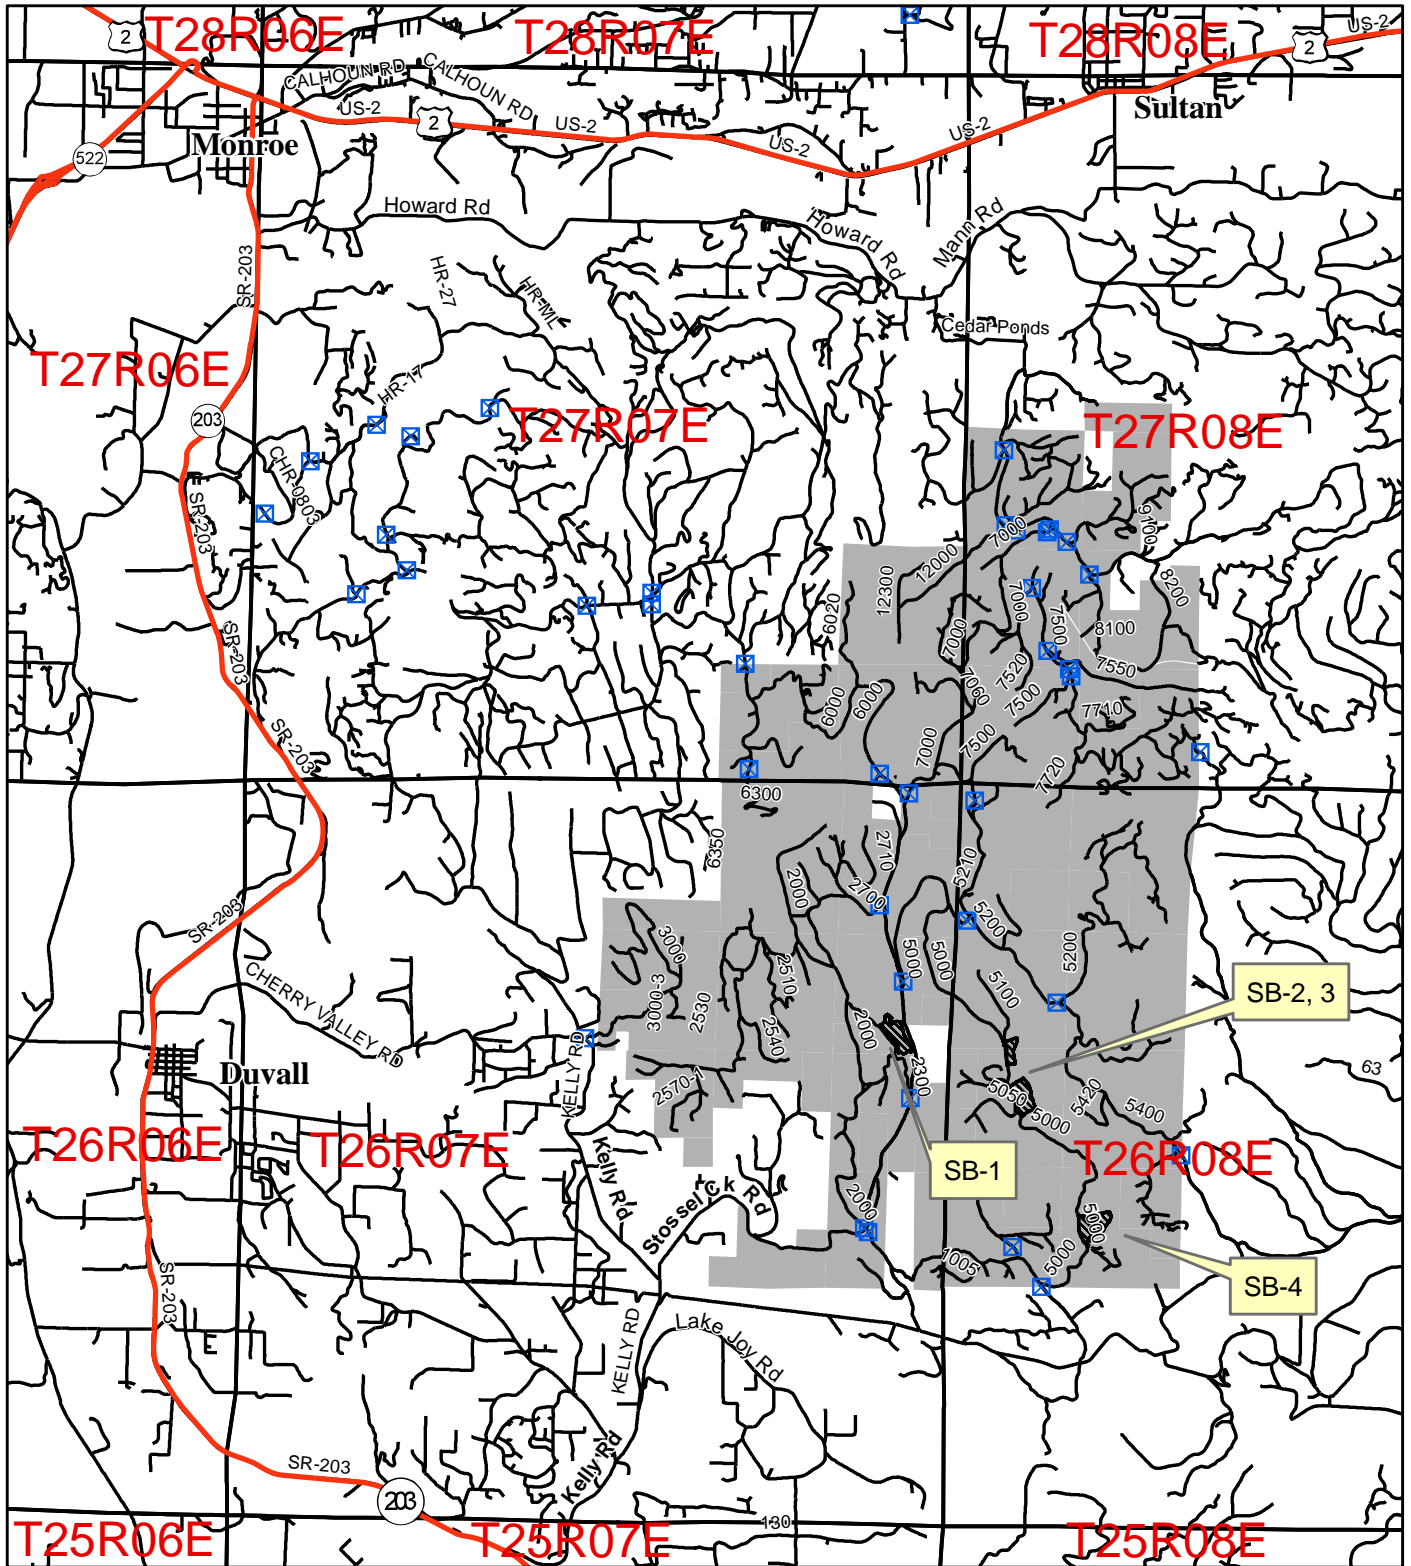 T28R06E
T28R07E
T28R08E
US-2
2
2
CALHOUN RD
CALHOUN RD
US-2
2
US-2
US-2
US-2
Sultan
Monroe
522
Howard Rd
Howard Rd
Mann Rd
SR-203
HR-27
HR-ML
Cedar Ponds
T27R06E
HR-17
203
T27R07E
T27R08E
CHR-0803
SR-203
9100
7000
12000
12300
8200
6020
7000
7500
8100
7000
SR-203
7520
7550
7060
7500
6000
6000
7710
SR-203
7000
7500
7720
6300
6350
2710
5210
2000
2700
SR-203
5200
3000
5000
5000
5200
2510
CHERRY VALLEY RD
5100
SB-2, 3
3000-3
2530
2540
2000
Duvall
KELLY RD
2570-1
2300
5050
5000
5420
5400
63
T26R06E
T26R07E
T26R08E
SB-1
Kelly Rd
Stossel Ck Rd
2000
5000
1005
5000
SB-4
SR-203
KELLY RD
Lake Joy Rd
SR-203
203
Kelly Rd
130
T25R06E
T25R07E
T25R08E